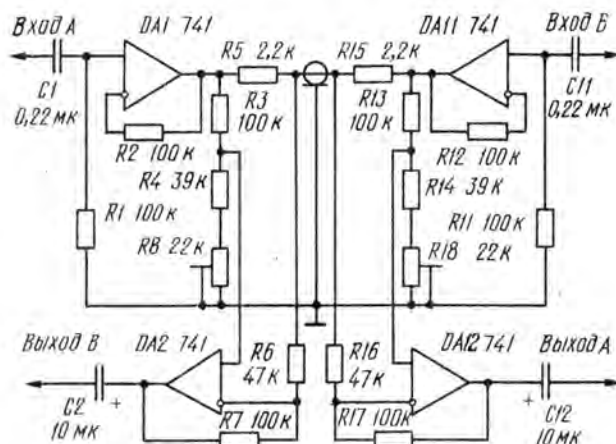 Вход А
DA1 741
R5 2,2к
R15 2,2к
DA11 741
Вход Б
C1
0,22 мк
R3
100к
R13
100к
C11
0,22 мк
R2 100к
R12 100к
R4 39к
R14 39к
R1 100к
R11 100к
R8 22к
R18 22к
Выход В
DA2 741
R6
47к
R16
47к
DA12 741
Выход А
C2 +
10 мк
R7 100к
R17 100к
+ C12
10 мк